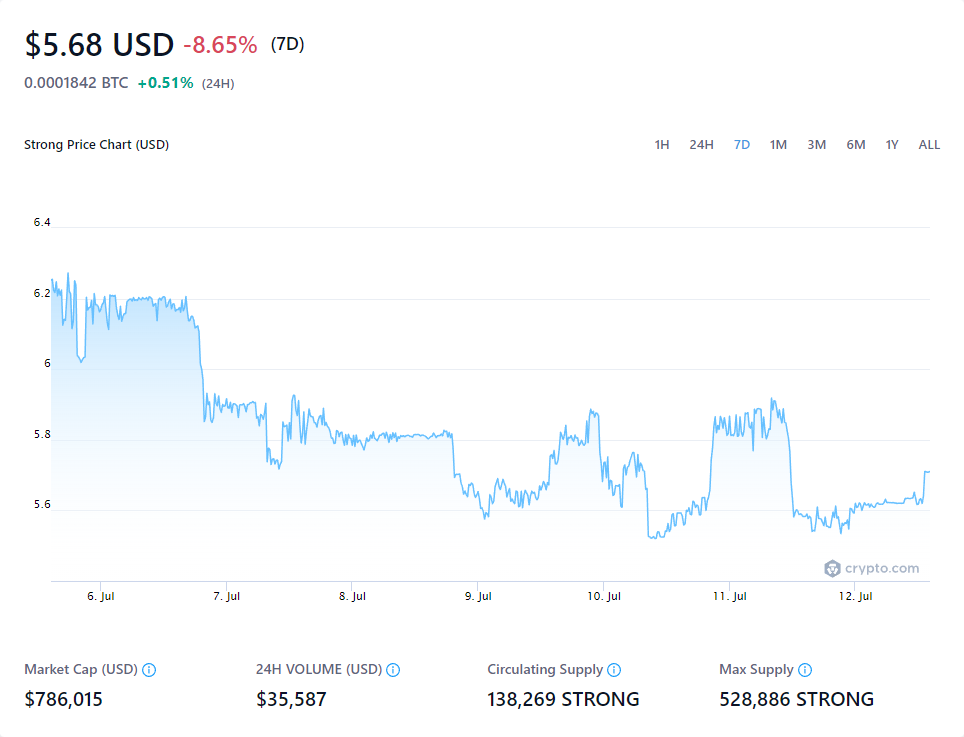 $5.68 USD -8.65% (7D)
0.0001842 BTC +0.51% (24H)
Strong Price Chart (USD) 1H 24H 7D 1M 3M 6M 1Y ALL
6.4
6.2
6
5.8
5.6
crypto.com
6. Jul 7. Jul 8. Jul 9. Jul 10. Jul 11. Jul 12. Jul
Market Cap (USD) 24H VOLUME (USD) Circulating Supply Max Supply
$786,015 $35,587 138,269 STRONG 528,886 STRONG